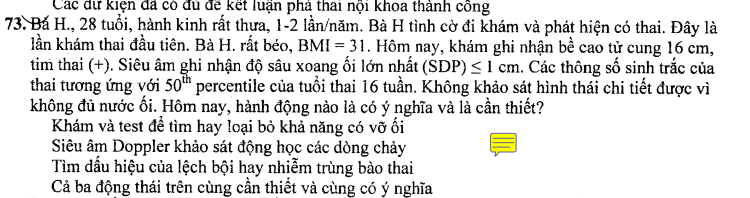 Các dữ kiện đã có đủ để kết luận phá thai nội khoa thành công
73. Bà H., 28 tuổi, hành kinh rất thưa, 1-2 lần/năm. Bà H tình cờ đi khám và phát hiện có thai. Đây là
lần khám thai đầu tiên. Bà H. rất béo, BMI = 31. Hôm nay, khám ghi nhận bề cao tử cung 16 cm,
tim thai (+). Siêu âm ghi nhận độ sâu xoang ối lớn nhất (SDP) ≤ 1 cm. Các thông số sinh trắc của
thai tương ứng với 50th percentile của tuổi thai 16 tuần. Không khảo sát hình thái chi tiết được vì
không đủ nước ối. Hôm nay, hành động nào là có ý nghĩa và là cần thiết?
Khám và test để tìm hay loại bỏ khả năng có vỡ ối
Siêu âm Doppler khảo sát động học các dòng chảy
Tìm dấu hiệu của lệch bội hay nhiễm trùng bào thai
Cả ba động thái trên cùng cần thiết và cùng có ý nghĩa